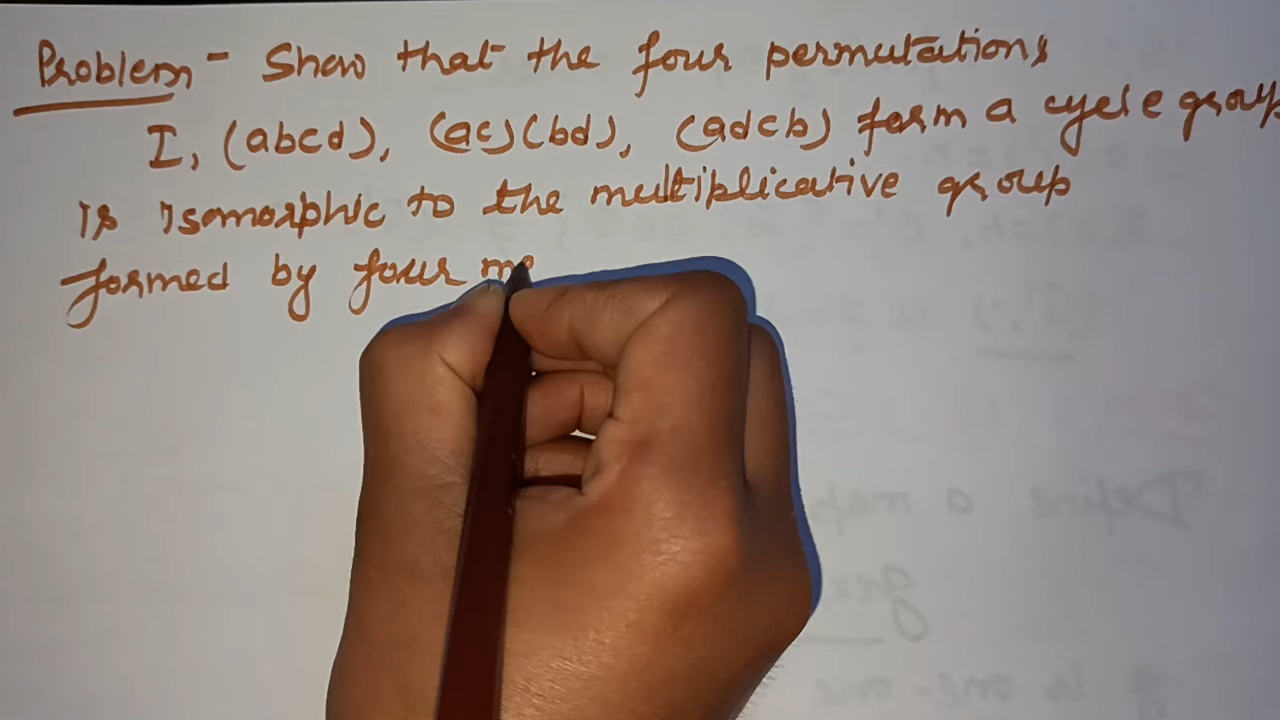 Problem - Show that the four permutations
I, (abcd), (ac)(bd), (adcb) form a cycle group
is isomorphic to the multiplicative group
formed by four